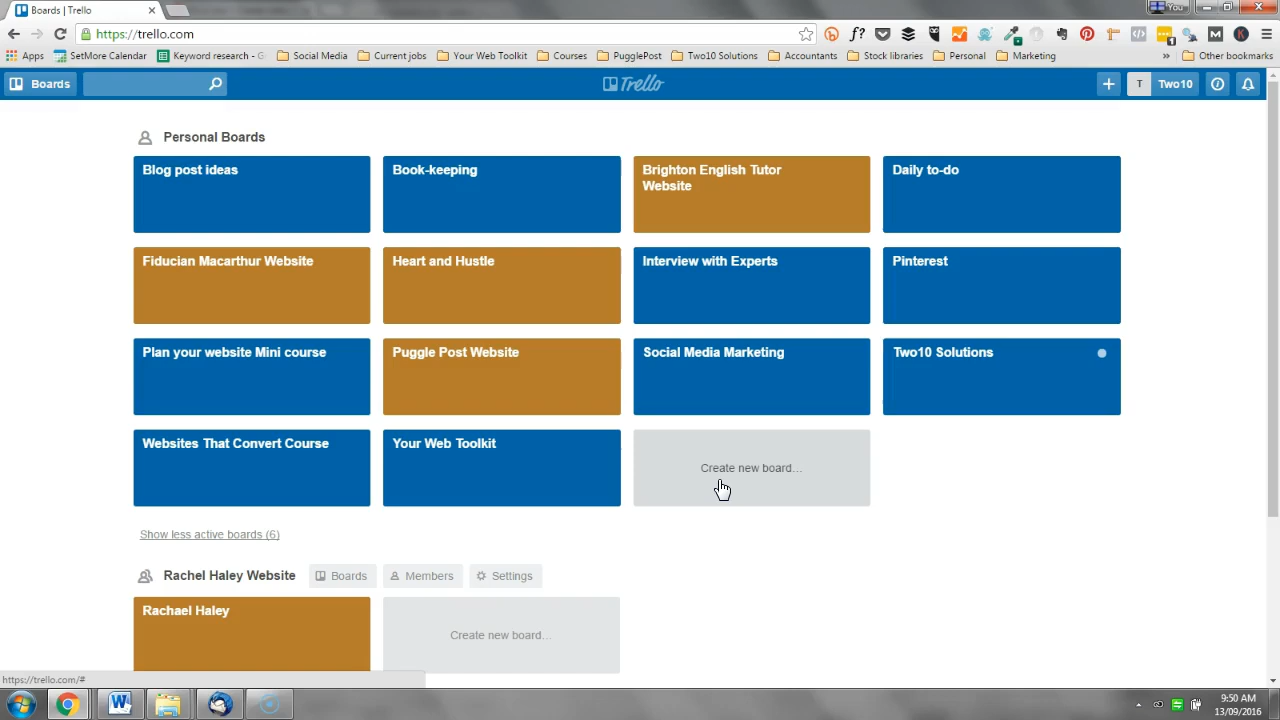 Boards | Trello
You
https://trello.com
Apps
SetMore Calendar
Keyword research - G
Social Media
Current jobs
Your Web Toolkit
Courses
PugglePost
Two10 Solutions
Accountants
Stock libraries
Personal
Marketing
Other bookmarks
Boards
Trello
T
Two10
Personal Boards
Blog post ideas
Book-keeping
Brighton English Tutor
Website
Daily to-do
Fiducian Macarthur Website
Heart and Hustle
Interview with Experts
Pinterest
Plan your website Mini course
Puggle Post Website
Social Media Marketing
Two10 Solutions
Websites That Convert Course
Your Web Toolkit
Create new board…
Show less active boards (6)
Rachel Haley Website
Boards
Members
Settings
Rachael Haley
Create new board…
https://trello.com/#
9:50 AM
13/09/2016